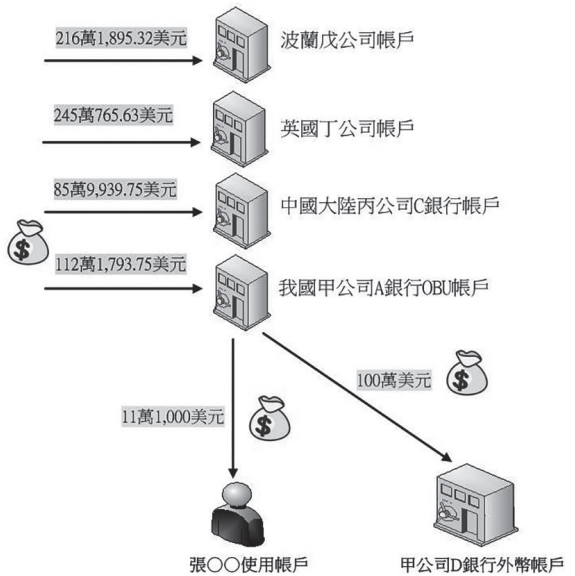 216萬1,895.32美元
波蘭戊公司帳戶
245萬765.63美元
英國丁公司帳戶
85萬9,939.75美元
中國大陸丙公司C銀行帳戶
112萬1,793.75美元
我國甲公司A銀行OBU帳戶
100萬美元
11萬1,000美元
張○○使用帳戶
甲公司D銀行外幣帳戶